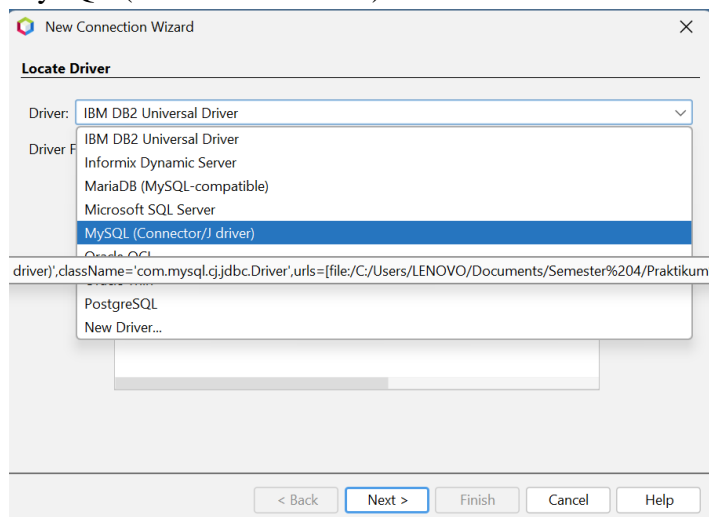 New Connection Wizard
Locate Driver
Driver: IBM DB2 Universal Driver
IBM DB2 Universal Driver
Driver F
Informix Dynamic Server
MariaDB (MySQL-compatible)
Microsoft SQL Server
MySQL (Connector/J driver)
driver)',className='com.mysql.cj.jdbc.Driver',urls=[file:/C:/Users/LENOVO/Documents/Semester%204/Praktikum
PostgreSQL
New Driver...
< Back Next > Finish Cancel Help